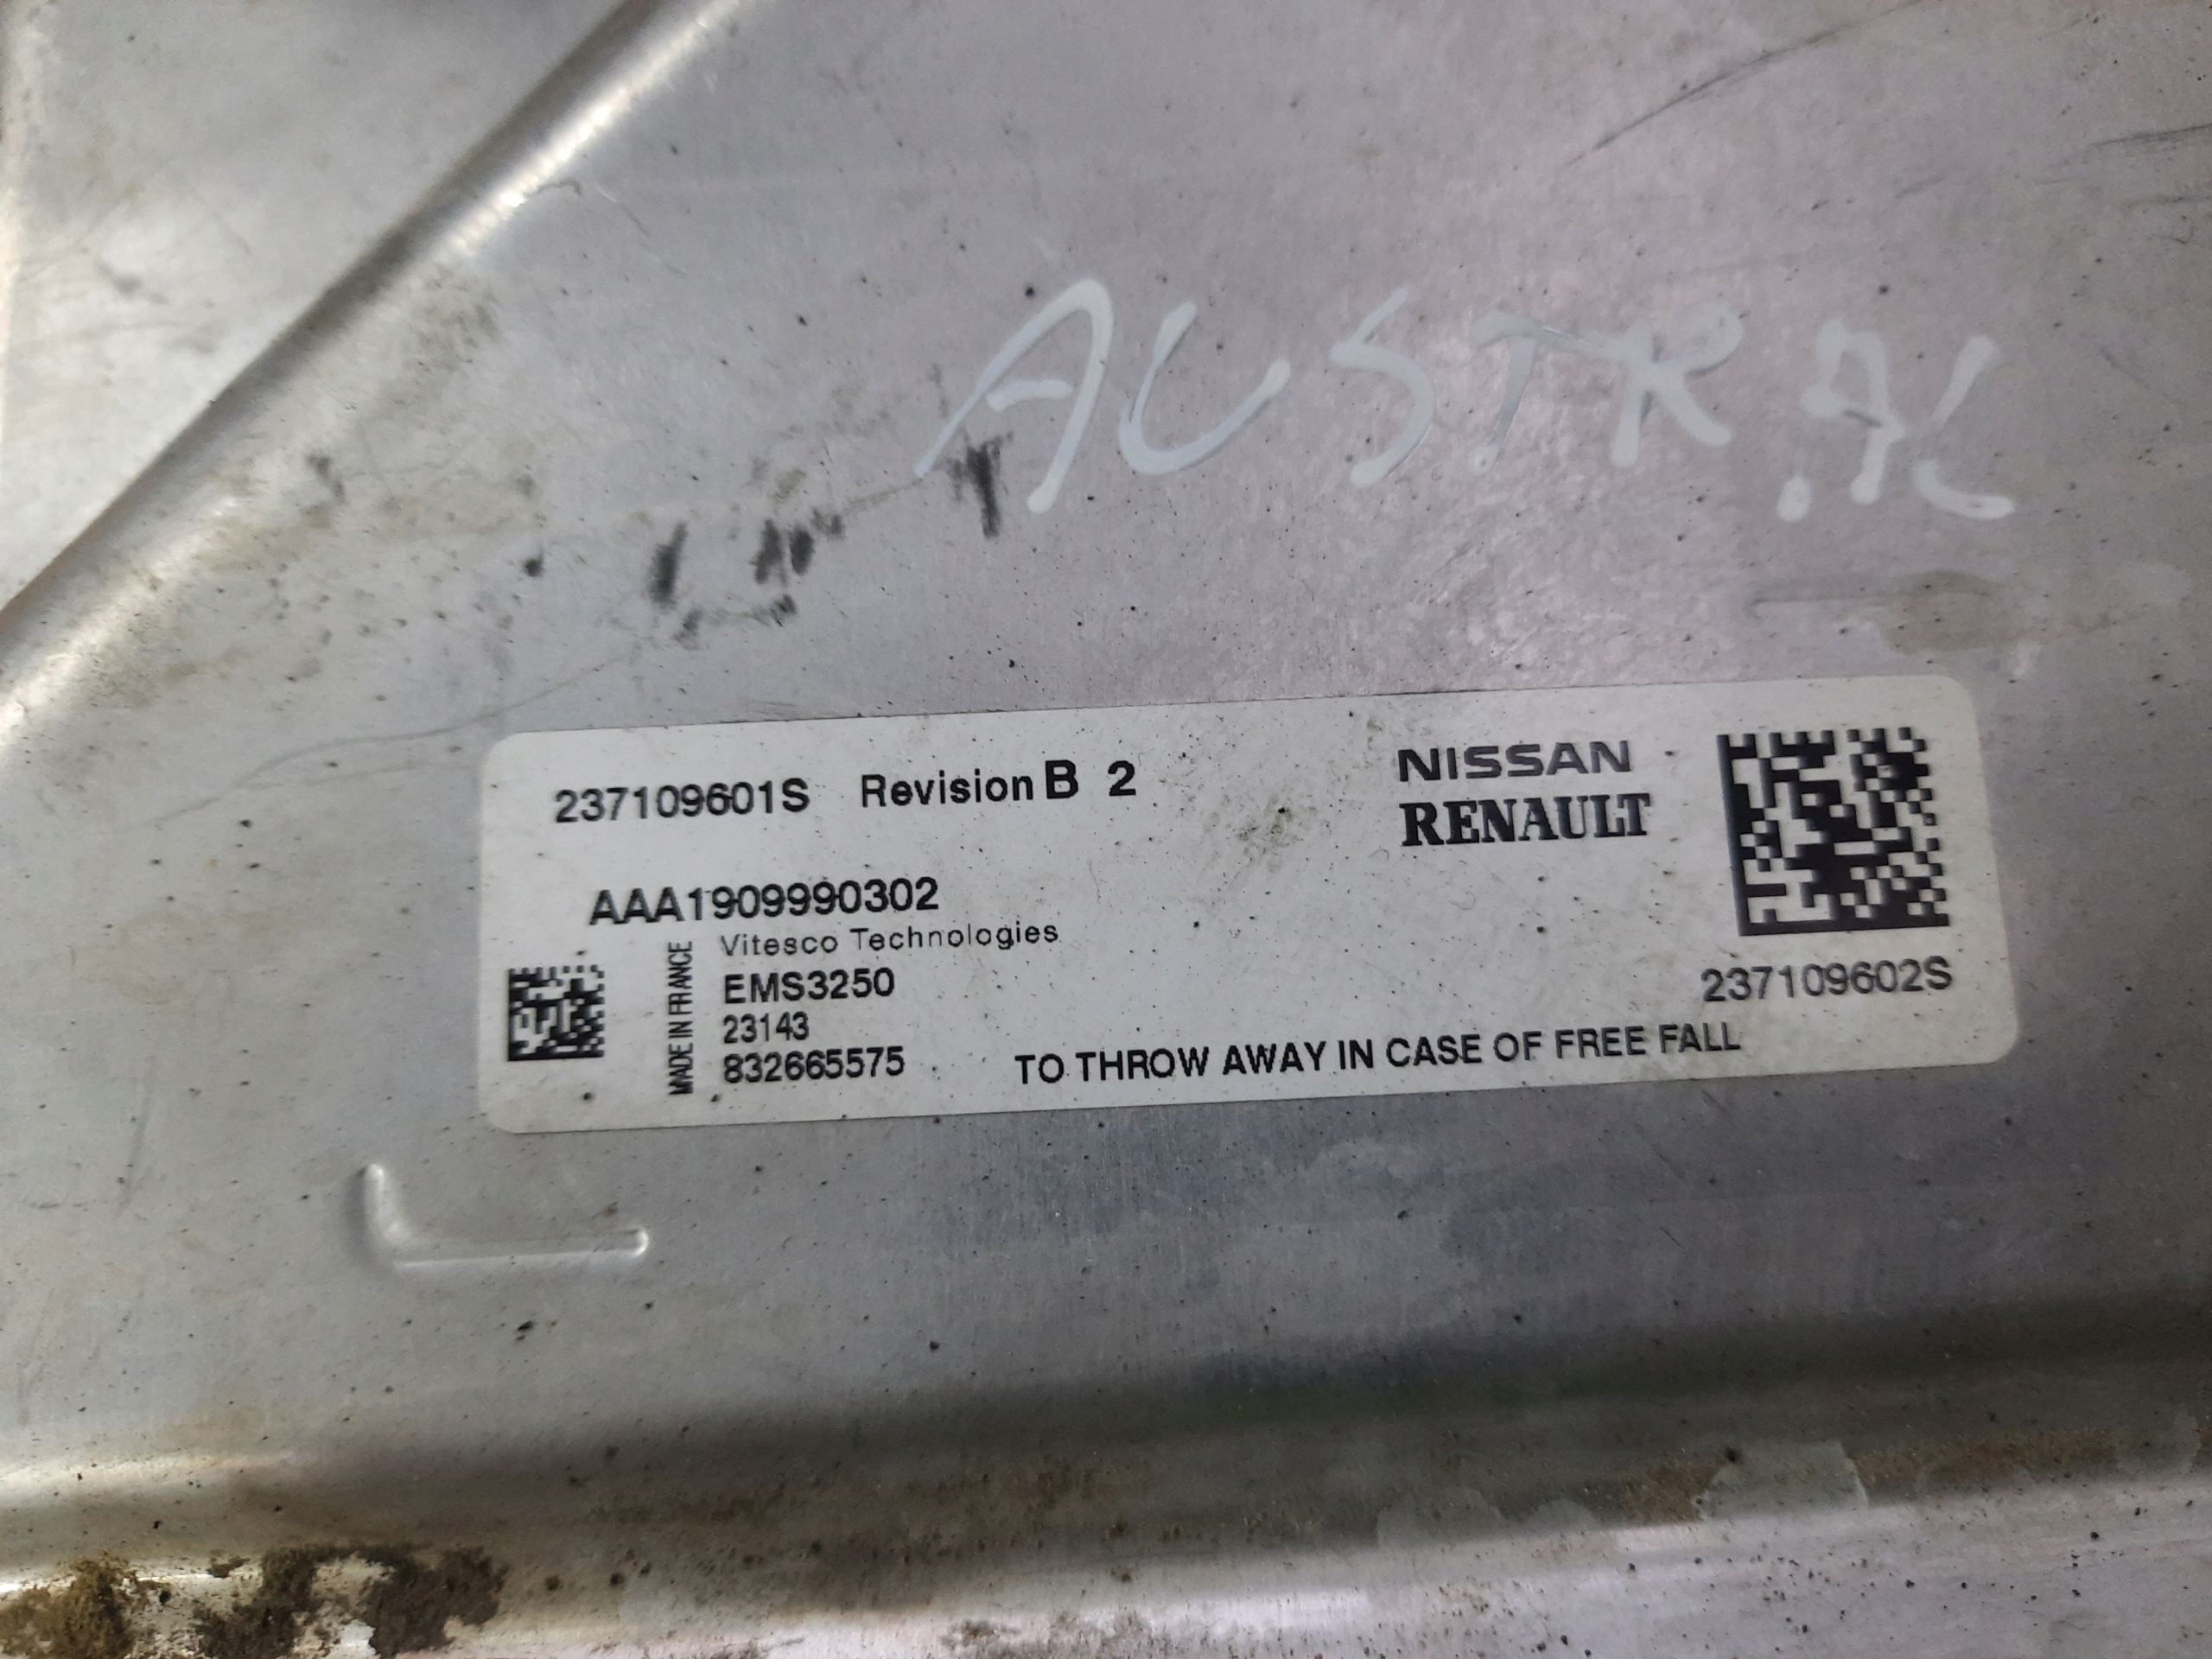 AUSTRAL
237109601S Revision B 2
NISSAN
RENAULT
AAA1909990302
Vitesco Technologies
MADE IN FRANCE
EMS3250
23143
832665575
237109602S
TO THROW AWAY IN CASE OF FREE FALL